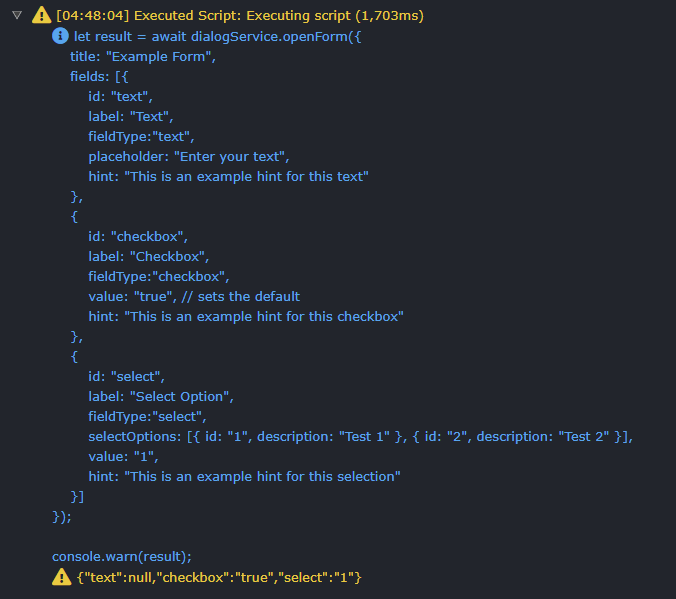 [04:48:04] Executed Script: Executing script (1,703ms)
let result = await dialogService.openForm({
title: "Example Form",
fields: [{
id: "text",
label: "Text",
fieldType:"text",
placeholder: "Enter your text",
hint: "This is an example hint for this text"
},
{
id: "checkbox",
label: "Checkbox",
fieldType:"checkbox",
value: "true", // sets the default
hint: "This is an example hint for this checkbox"
},
{
id: "select",
label: "Select Option",
fieldType:"select",
selectOptions: [{ id: "1", description: "Test 1" }, { id: "2", description: "Test 2" }],
value: "1",
hint: "This is an example hint for this selection"
}]
});
console.warn(result);
{"text":null,"checkbox":"true","select":"1"}